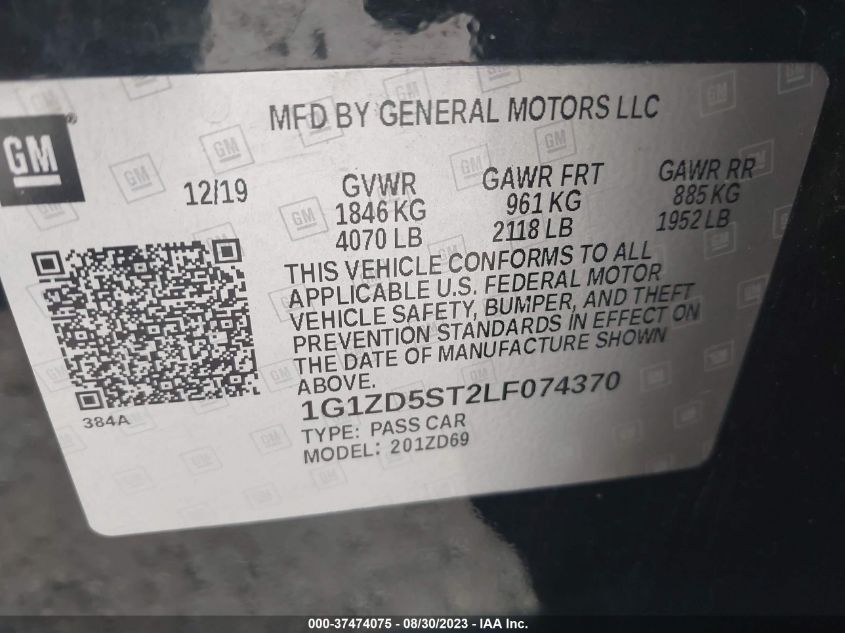 MFD BY GENERAL MOTORS LLC
GM®
12/19
GVWR
1846 KG
4070 LB
GAWR FRT
961 KG
2118 LB
GAWR RR
885 KG
1952 LB
THIS VEHICLE CONFORMS TO ALL
APPLICABLE U.S. FEDERAL MOTOR
VEHICLE SAFETY, BUMPER, AND THEFT
PREVENTION STANDARDS IN EFFECT ON
THE DATE OF MANUFACTURE SHOWN
ABOVE.
384A
1G1ZD5ST2LF074370
TYPE: PASS CAR
MODEL: 201ZD69
000-37474075 - 08/30/2023 - IAA Inc.